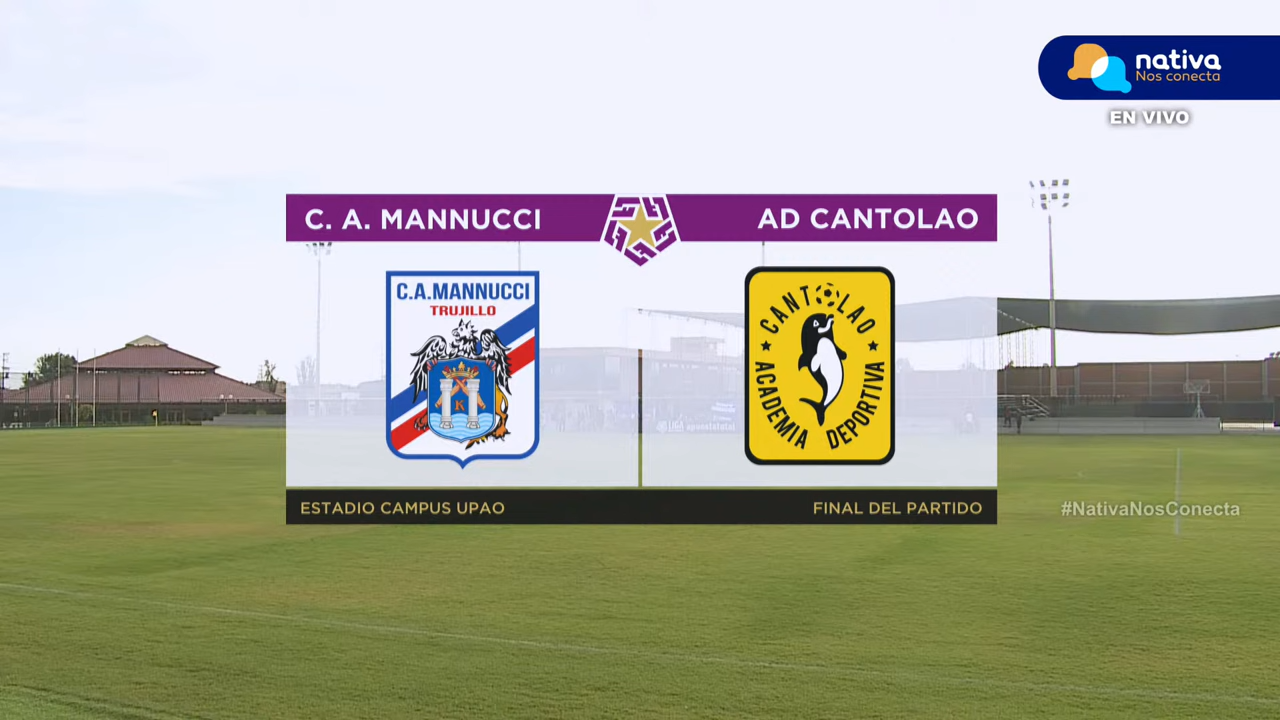 nativa
Nos conecta
EN VIVO
C. A. MANNUCCI
AD CANTOLAO
C.A.MANNUCCI
TRUJILLO
K
CANTOLAO
ACADEMIA DEPORTIVA
ESTADIO CAMPUS UPAO
FINAL DEL PARTIDO
#NativaNosConecta